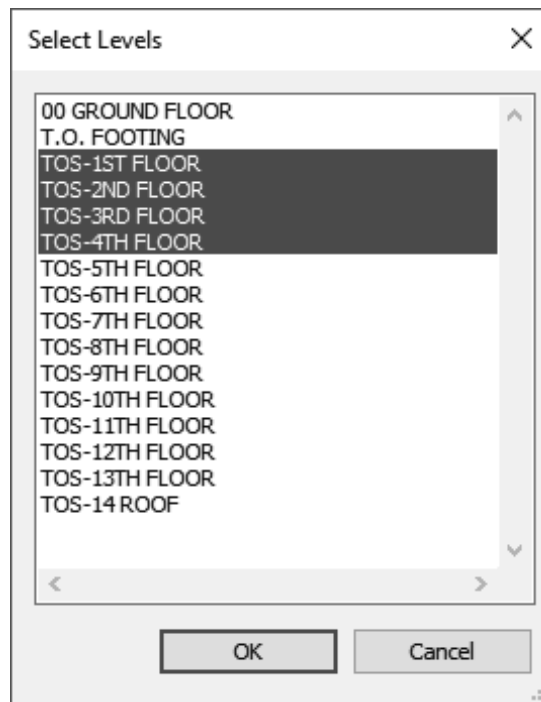 Select Levels
00 GROUND FLOOR
T.O. FOOTING
TOS-1ST FLOOR
TOS-2ND FLOOR
TOS-3RD FLOOR
TOS-4TH FLOOR
TOS-5TH FLOOR
TOS-6TH FLOOR
TOS-7TH FLOOR
TOS-8TH FLOOR
TOS-9TH FLOOR
TOS-10TH FLOOR
TOS-11TH FLOOR
TOS-12TH FLOOR
TOS-13TH FLOOR
TOS-14 ROOF
OK Cancel